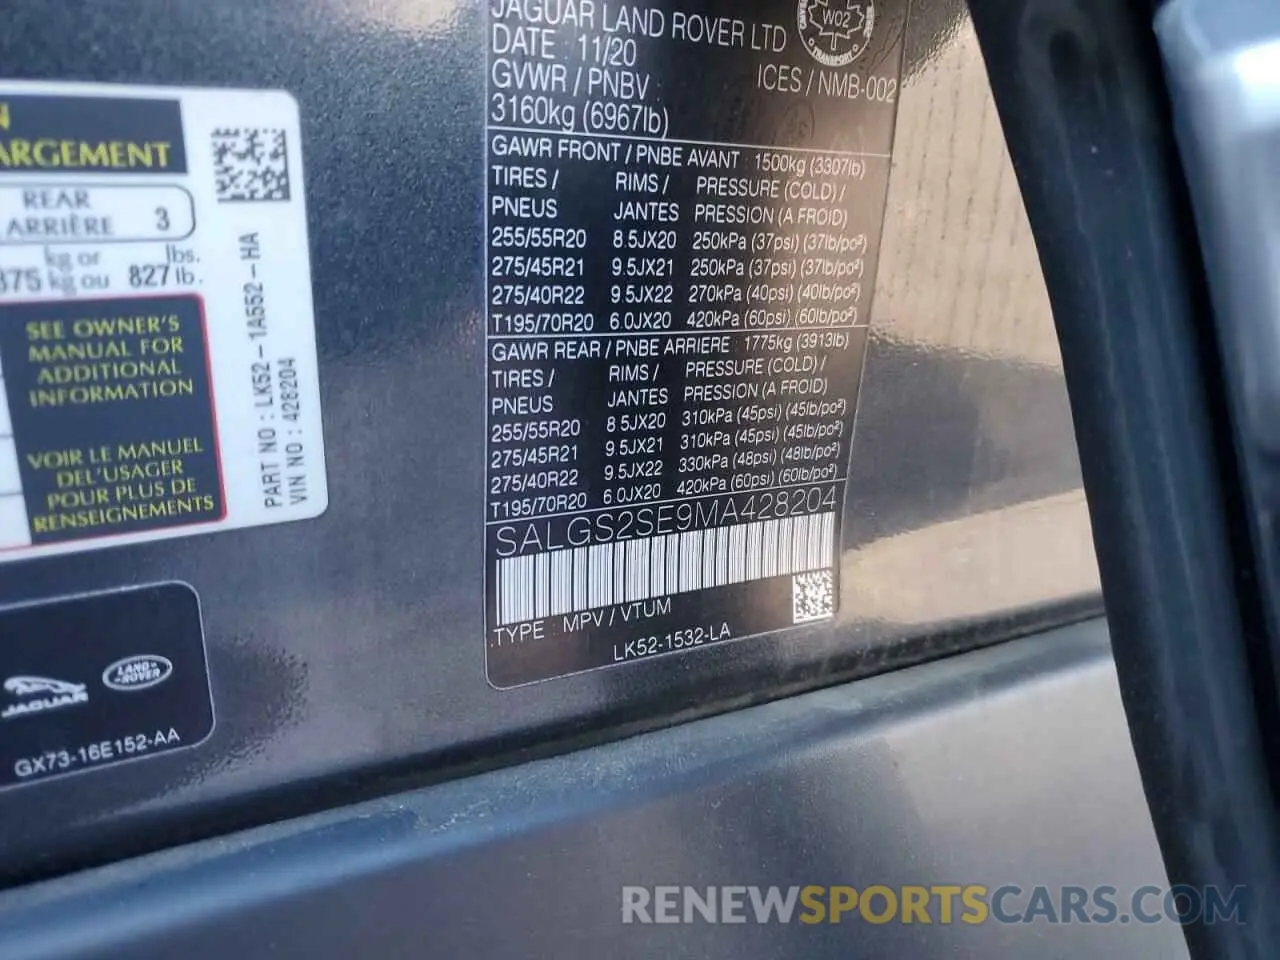 N
ARGEMENT
REAR
ARRIÈRE 3
kg or lbs.
375 kg ou 827 lb.
SEE OWNER'S
MANUAL FOR
ADDITIONAL
INFORMATION
VOIR LE MANUEL
DEL'USAGER
POUR PLUS DE
RENSEIGNEMENTS
PART NO : LK52-1A552-HA
VIN NO : 428204
JAGUAR
LAND-
-ROVER
GX73-16E152-AA
JAGUAR LAND ROVER LTD
DATE : 11/20
GVWR / PNBV :
3160kg (6967lb)
W02
TRANSPORT
ICES / NMB-002
GAWR FRONT / PNBE AVANT : 1500kg (3307lb)
TIRES / RIMS / PRESSURE (COLD) /
PNEUS JANTES PRESSION (A FROID)
255/55R20 8.5JX20 250kPa (37psi) (37lb/po²)
275/45R21 9.5JX21 250kPa (37psi) (37lb/po²)
275/40R22 9.5JX22 270kPa (40psi) (40lb/po²)
T195/70R20 6.0JX20 420kPa (60psi) (60lb/po²)
GAWR REAR / PNBE ARRIERE : 1775kg (3913lb)
TIRES / RIMS / PRESSURE (COLD) /
PNEUS JANTES PRESSION (A FROID)
255/55R20 8.5JX20 310kPa (45psi) (45lb/po²)
275/45R21 9.5JX21 310kPa (45psi) (45lb/po²)
275/40R22 9.5JX22 330kPa (48psi) (48lb/po²)
T195/70R20 6.0JX20 420kPa (60psi) (60lb/po²)
SALGS2SE9MA428204
TYPE : MPV / VTUM
LK52-1532-LA
RENEWSPORTSCARS.COM